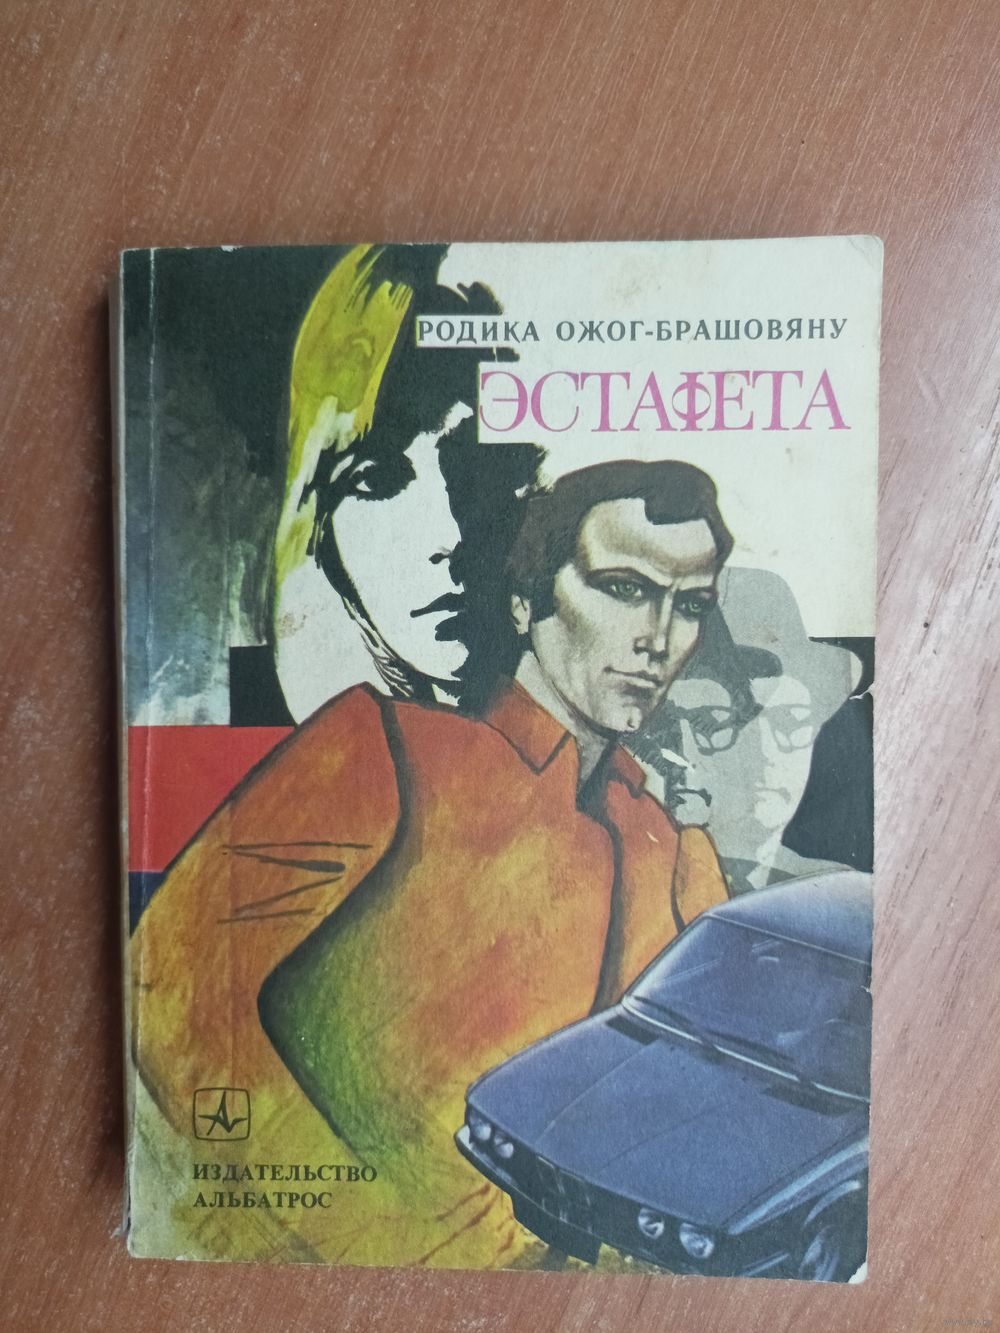 РОДИКА ОЖОГ-БРАШОВЯНУ
ЭСТАФЕТА
ИЗДАТЕЛЬСТВО
АЛЬБАТРОС